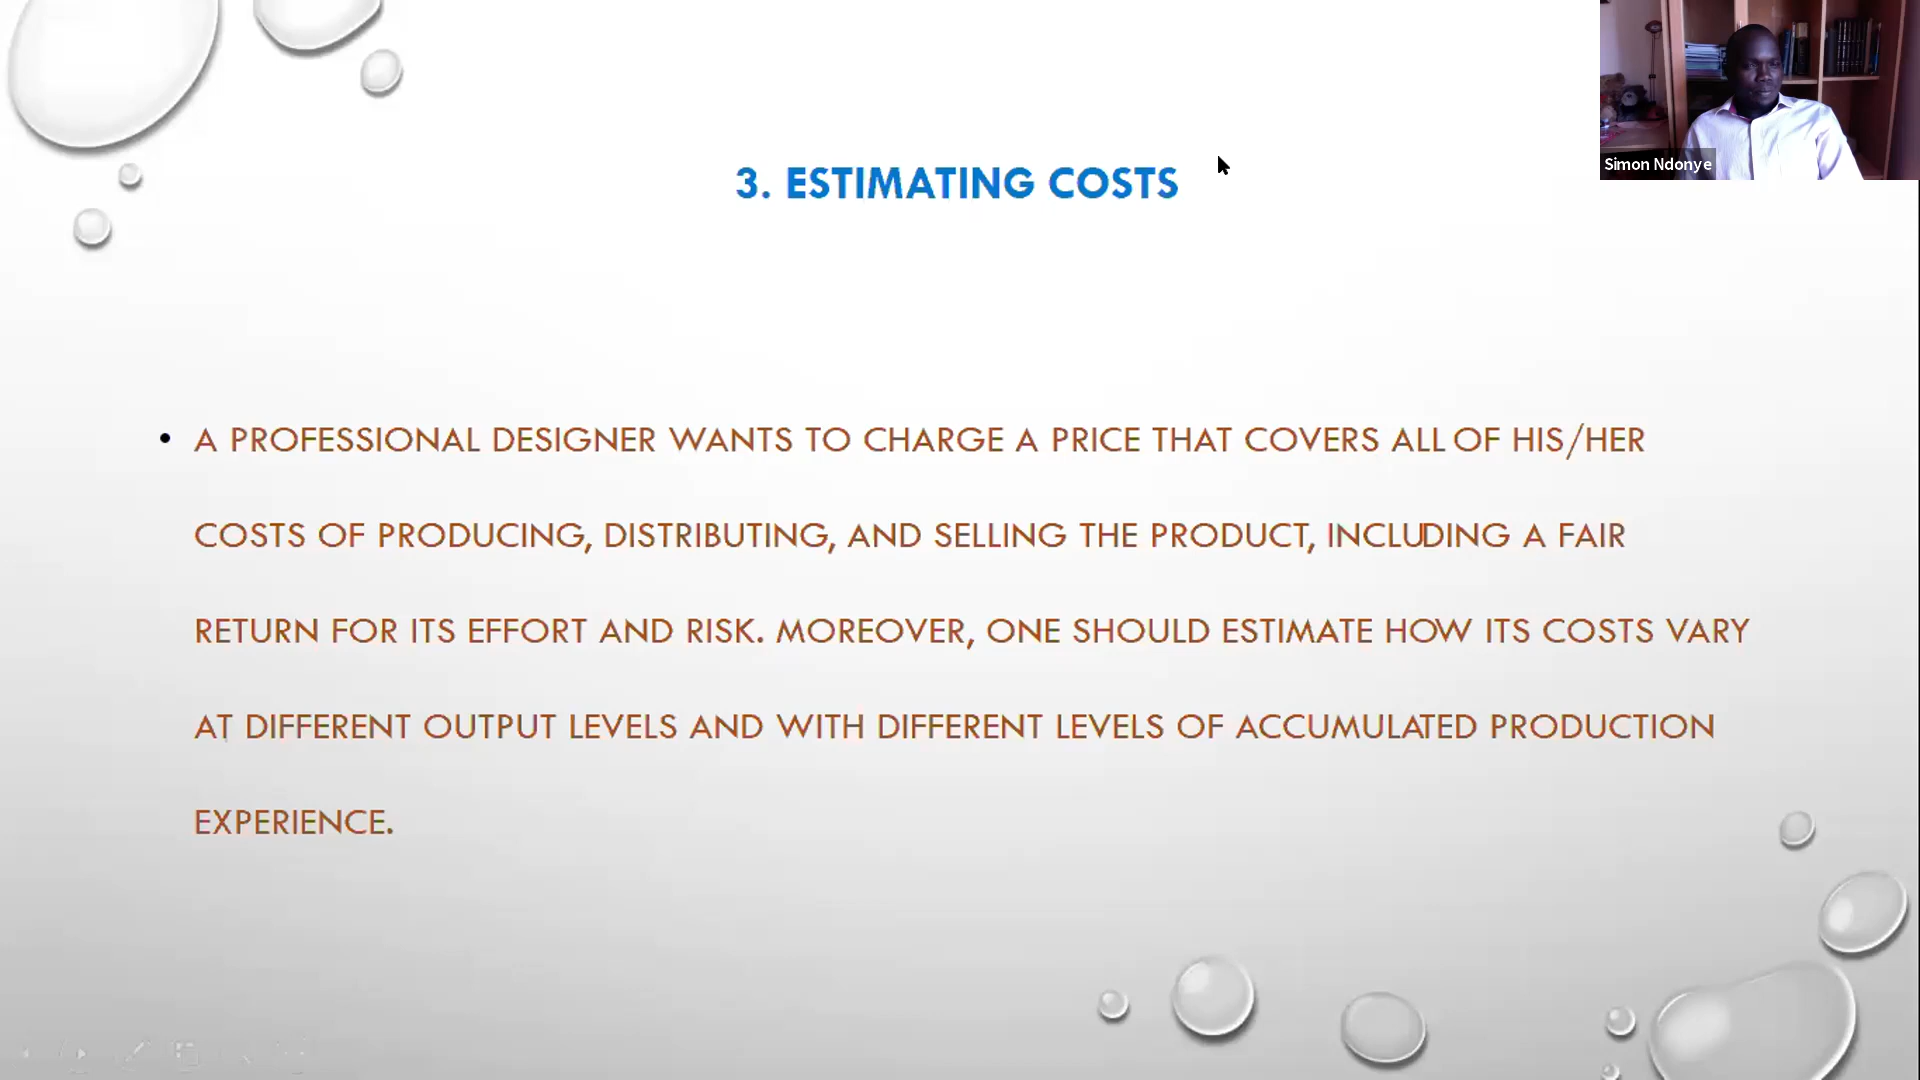 3. ESTIMATING COSTS
Simon Ndonye
• A PROFESSIONAL DESIGNER WANTS TO CHARGE A PRICE THAT COVERS ALL OF HIS/HER
COSTS OF PRODUCING, DISTRIBUTING, AND SELLING THE PRODUCT, INCLUDING A FAIR
RETURN FOR ITS EFFORT AND RISK. MOREOVER, ONE SHOULD ESTIMATE HOW ITS COSTS VARY
AT DIFFERENT OUTPUT LEVELS AND WITH DIFFERENT LEVELS OF ACCUMULATED PRODUCTION
EXPERIENCE.